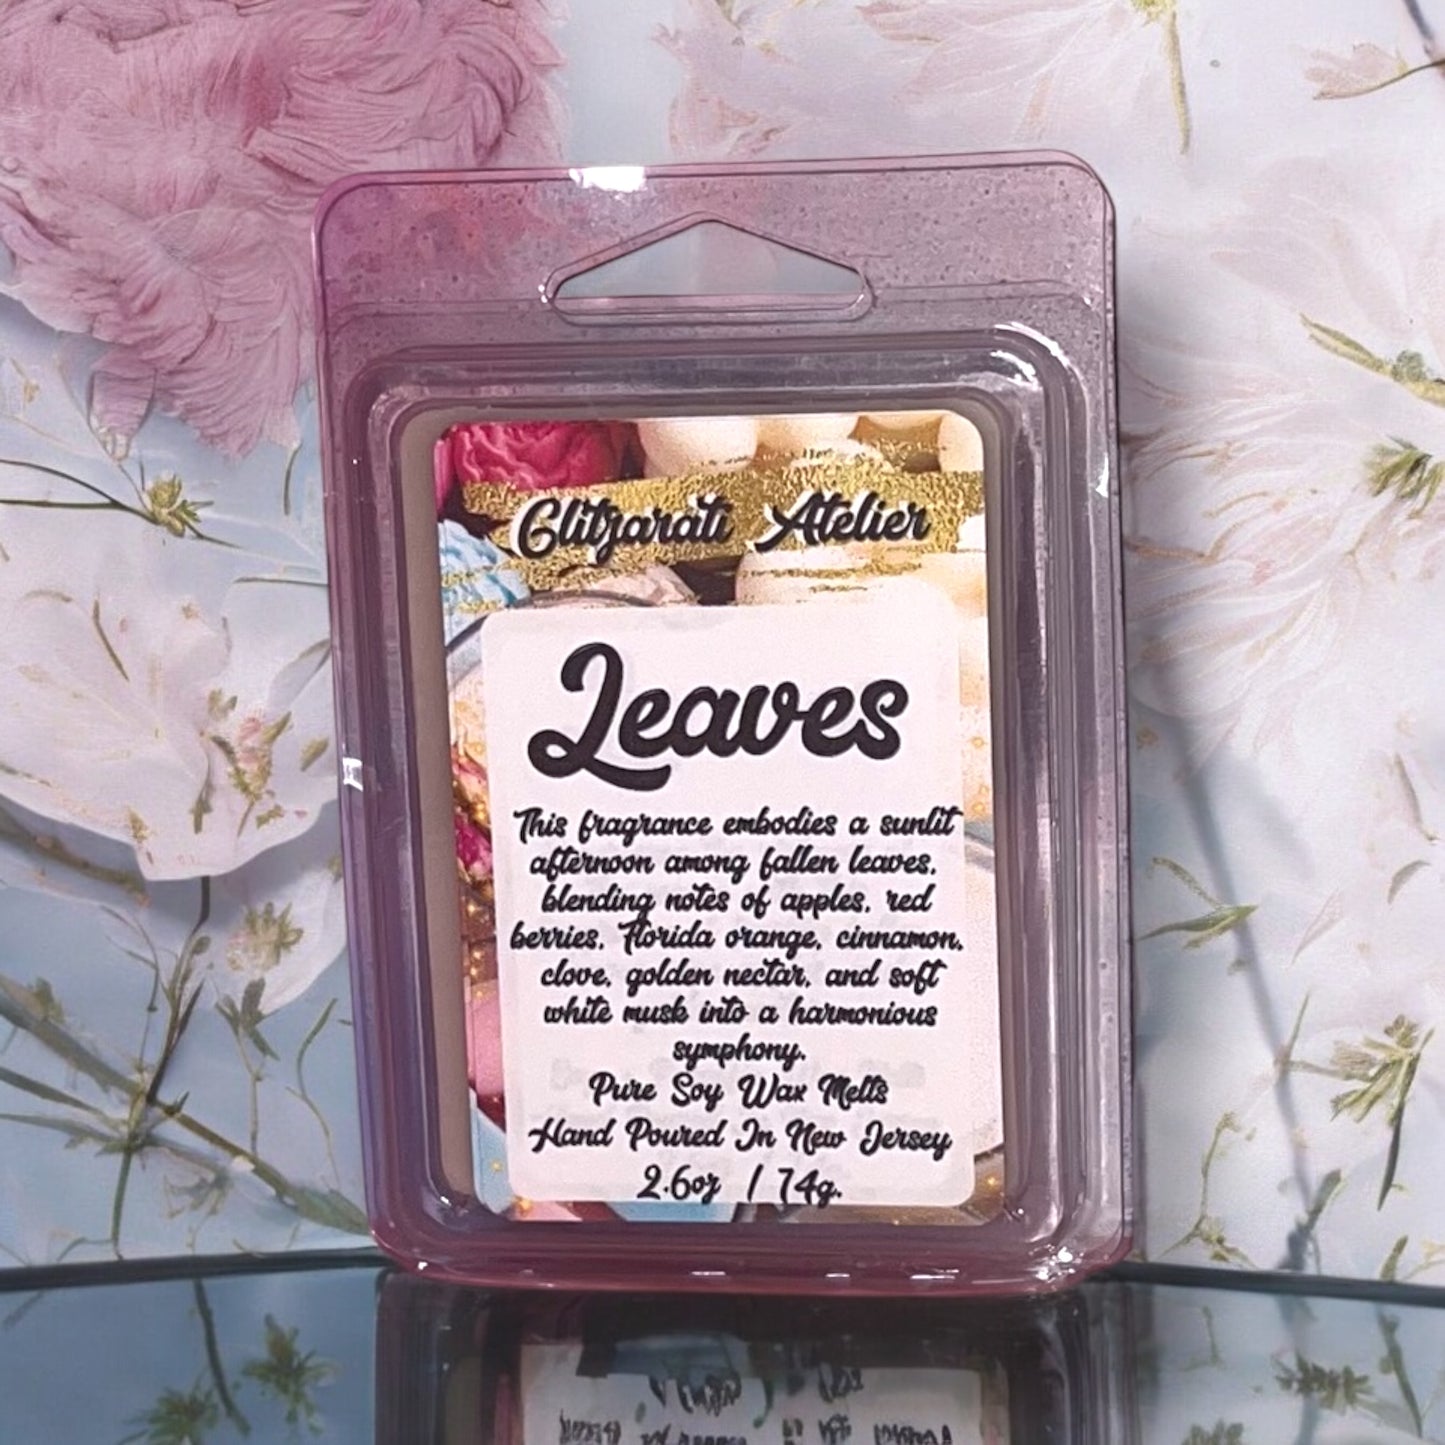 Glitzarati Atelier
Leaves
This fragrance embodies a sunlit
afternoon among fallen leaves,
blending notes of apples, red
berries, Florida orange, cinnamon,
clove, golden nectar, and soft
white musk into a harmonious
symphony.
Pure Soy Wax Melts
Hand Poured In New Jersey
2.6oz / 74g.